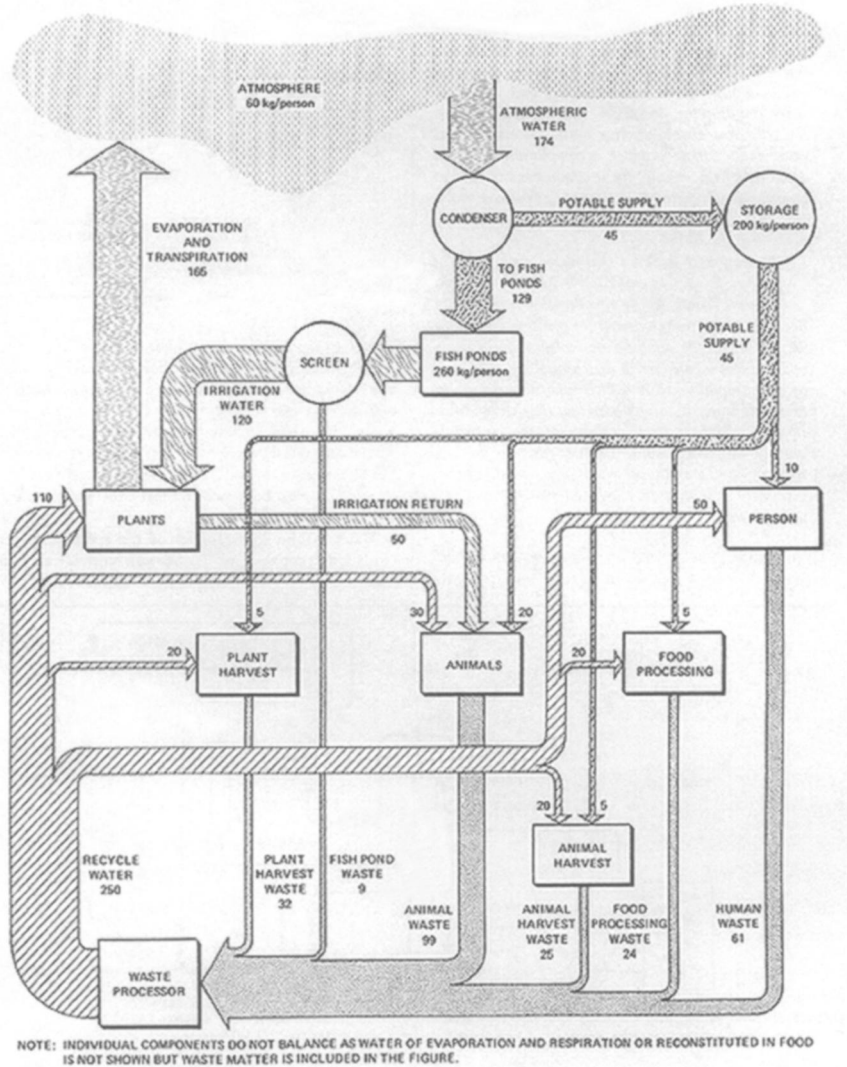 ATMOSPHERE
60 kg/person
ATMOSPHERIC
WATER
174
EVAPORATION
AND
TRANSPIRATION
165
CONDENSER
POTABLE SUPPLY
45
STORAGE
200 kg/person
TO FISH
PONDS
129
POTABLE
SUPPLY
45
SCREEN
FISH PONDS
260 kg/person
IRRIGATION
WATER
120
110
PLANTS
IRRIGATION RETURN
50
10
50
PERSON
5
30
20
5
20
PLANT
HARVEST
ANIMALS
20
FOOD
PROCESSING
20
5
ANIMAL
HARVEST
RECYCLE
WATER
250
PLANT
HARVEST
WASTE
32
FISH POND
WASTE
9
ANIMAL
WASTE
99
ANIMAL
HARVEST
WASTE
25
FOOD
PROCESSING
WASTE
24
HUMAN
WASTE
61
WASTE
PROCESSOR
NOTE: INDIVIDUAL COMPONENTS DO NOT BALANCE AS WATER OF EVAPORATION AND RESPIRATION OR RECONSTITUTED IN FOOD
IS NOT SHOWN BUT WASTE MATTER IS INCLUDED IN THE FIGURE.